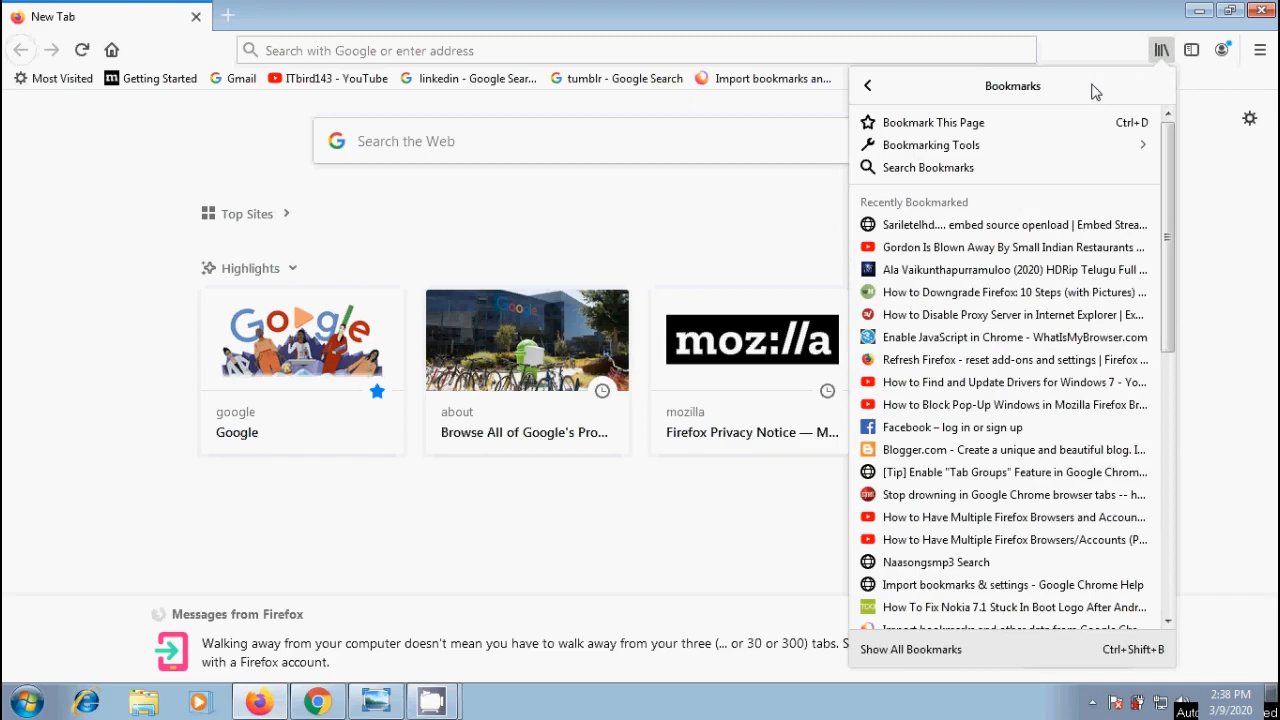 New Tab
Search with Google or enter address
Most Visited
Getting Started
Gmail
ITbird143 - YouTube
linkedin - Google Sear...
tumblr - Google Search
Import bookmarks an...
Bookmarks
Bookmark This Page Ctrl+D
Bookmarking Tools
Search Bookmarks
Recently Bookmarked
Sariletelhd.... embed source openload | Embed Strea...
Gordon Is Blown Away By Small Indian Restaurants ...
Ala Vaikunthapurramuloo (2020) HDRip Telugu Full ...
How to Downgrade Firefox: 10 Steps (with Pictures) ...
How to Disable Proxy Server in Internet Explorer | Ex...
Enable JavaScript in Chrome - WhatIsMyBrowser.com
Refresh Firefox - reset add-ons and settings | Firefox ...
How to Find and Update Drivers for Windows 7 - Yo...
How to Block Pop-Up Windows in Mozilla Firefox Br...
Facebook – log in or sign up
Blogger.com - Create a unique and beautiful blog. I...
[Tip] Enable "Tab Groups" Feature in Google Chrom...
Stop drowning in Google Chrome browser tabs -- h...
How to Have Multiple Firefox Browsers and Accoun...
How to Have Multiple Firefox Browsers/Accounts (P...
Naasongsmp3 Search
Import bookmarks & settings - Google Chrome Help
How To Fix Nokia 7.1 Stuck In Boot Logo After Andr...
Import bookmarks and other data from Google Ch...
Show All Bookmarks Ctrl+Shift+B
Search the Web
Top Sites
Highlights
Google
moz://a
google
Google
about
Browse All of Google's Pro...
mozilla
Firefox Privacy Notice — M...
Messages from Firefox
Walking away from your computer doesn't mean you have to walk away from your three (... or 30 or 300) tabs. S
with a Firefox account.
2:38 PM
3/9/2020